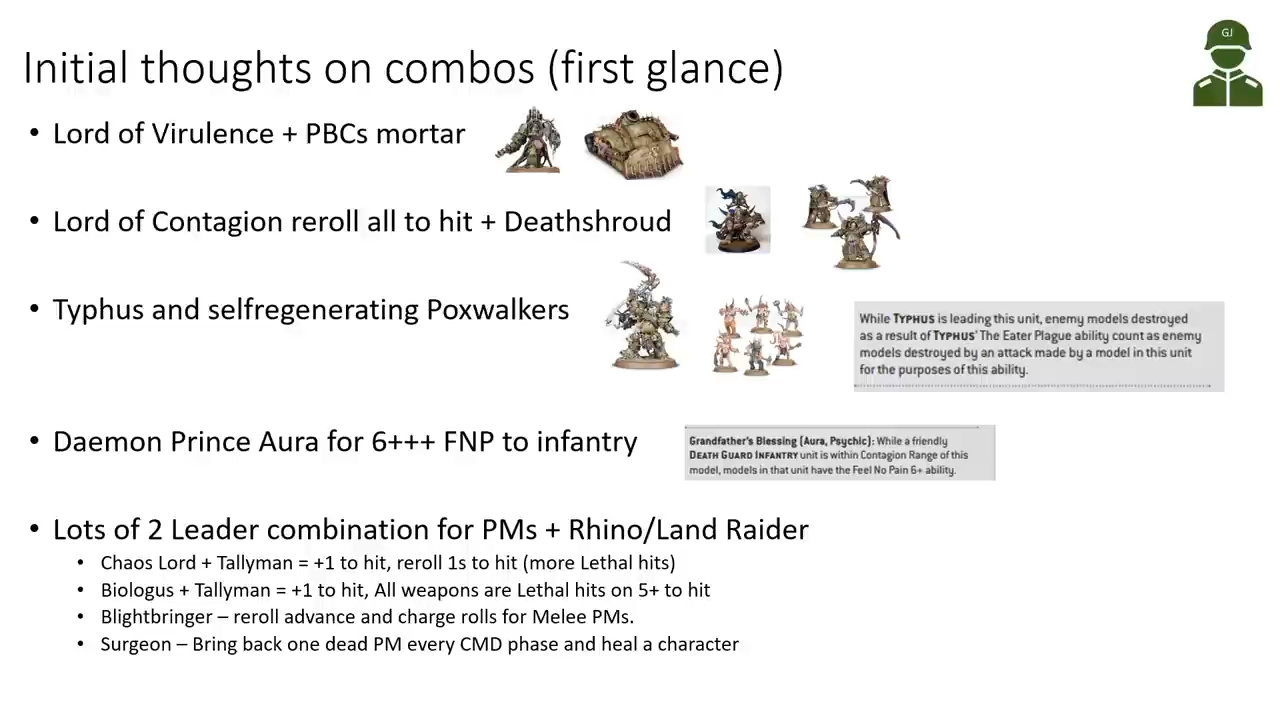 GJ
Initial thoughts on combos (first glance)
• Lord of Virulence + PBCs mortar
• Lord of Contagion reroll all to hit + Deathshroud
• Typhus and selfregenerating Poxwalkers
While TYPHUS is leading this unit, enemy models destroyed
as a result of TYPHUS' The Eater Plague ability count as enemy
models destroyed by an attack made by a model in this unit
for the purposes of this ability.
• Daemon Prince Aura for 6+++ FNP to infantry
Grandfather's Blessing (Aura, Psychic): While a friendly
DEATH GUARD INFANTRY unit is within Contagion Range of this
model, models in that unit have the Feel No Pain 6+ ability.
• Lots of 2 Leader combination for PMs + Rhino/Land Raider
• Chaos Lord + Tallyman = +1 to hit, reroll 1s to hit (more Lethal hits)
• Biologus + Tallyman = +1 to hit, All weapons are Lethal hits on 5+ to hit
• Blightbringer – reroll advance and charge rolls for Melee PMs.
• Surgeon – Bring back one dead PM every CMD phase and heal a character